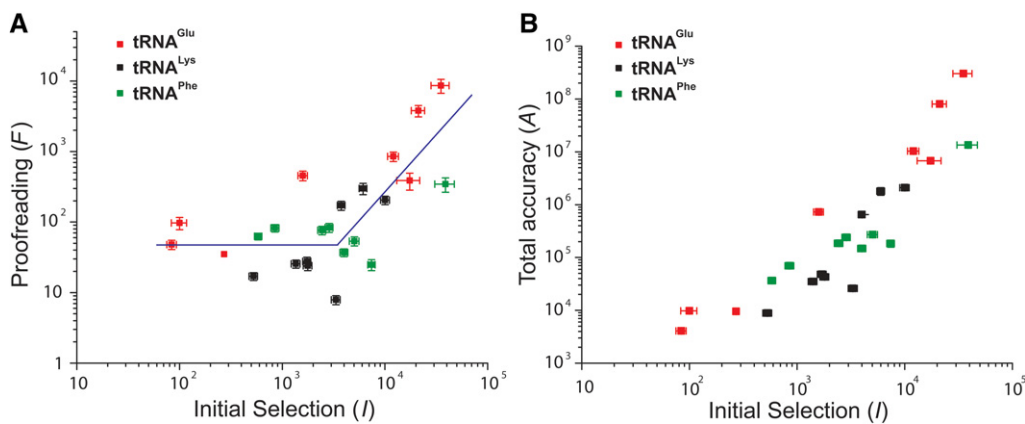 A
tRNA^Glu
tRNA^Lys
tRNA^Phe
Proofreading (F)
10^4
10^3
10^2
10
1
10
10^2
10^3
10^4
10^5
Initial Selection (I)
B
tRNA^Glu
tRNA^Lys
tRNA^Phe
Total accuracy (A)
10^9
10^8
10^7
10^6
10^5
10^4
10^3
10
10^2
10^3
10^4
10^5
Initial Selection (I)